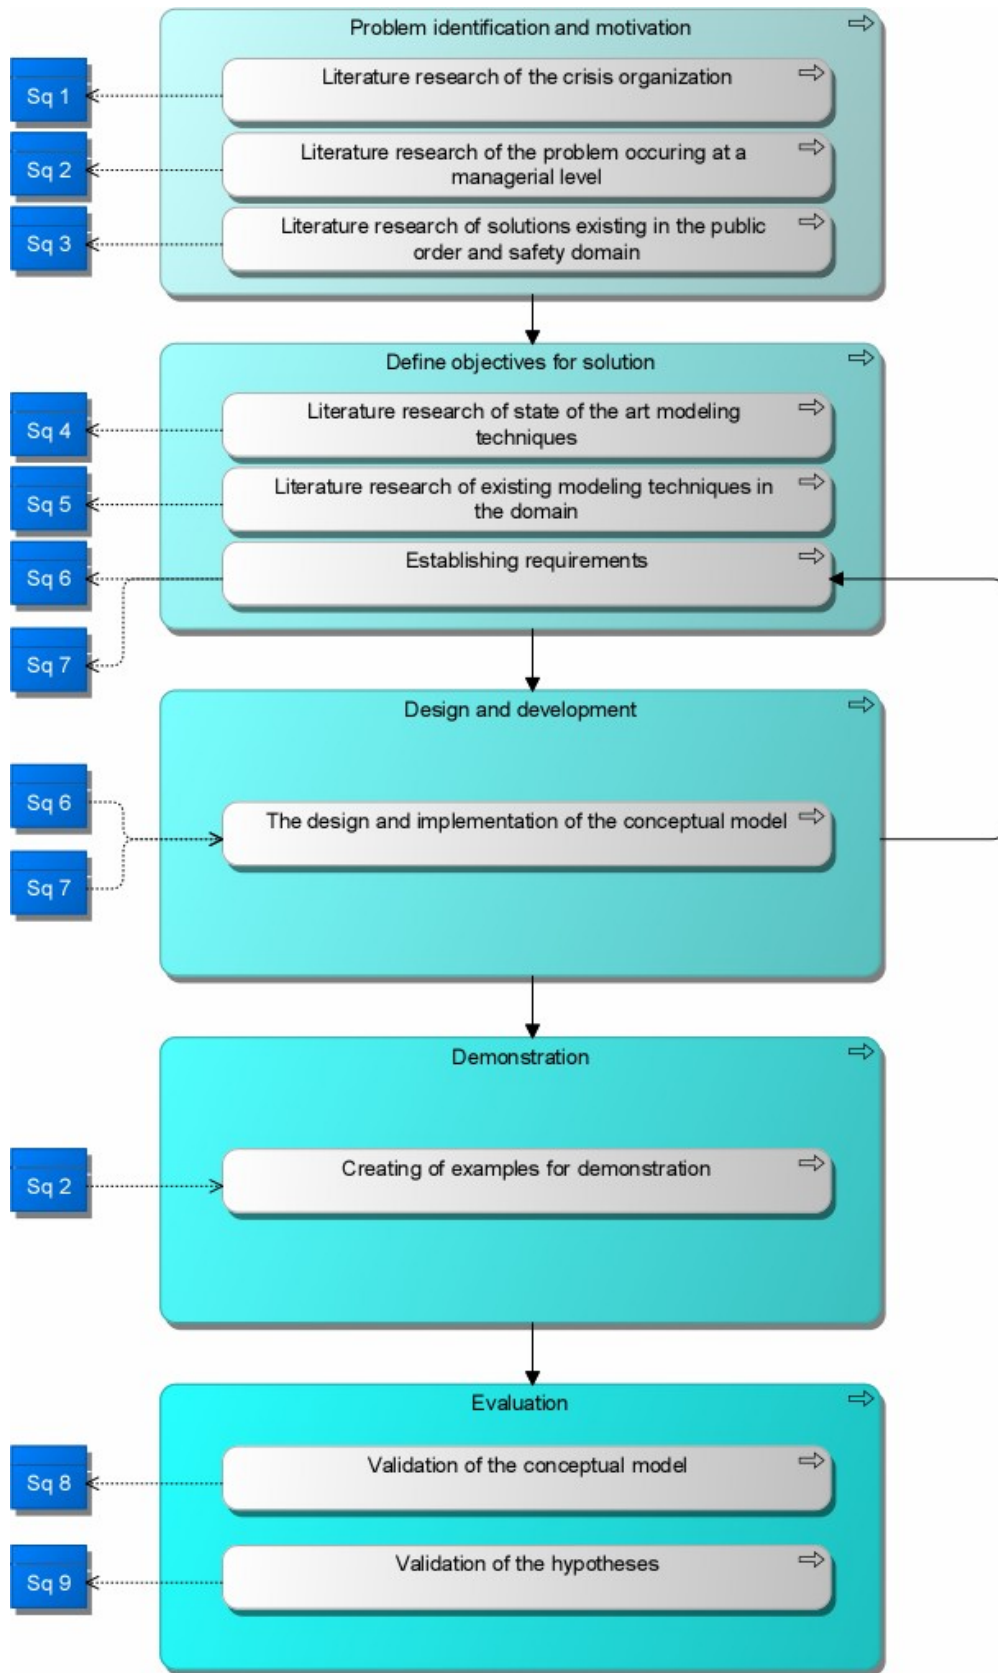 Problem identification and motivation
Sq 1
Literature research of the crisis organization
Sq 2
Literature research of the problem occuring at a
managerial level
Sq 3
Literature research of solutions existing in the public
order and safety domain
Define objectives for solution
Sq 4
Literature research of state of the art modeling
techniques
Sq 5
Literature research of existing modeling techniques in
the domain
Sq 6
Establishing requirements
Sq 7
Design and development
Sq 6
The design and implementation of the conceptual model
Sq 7
Demonstration
Sq 2
Creating of examples for demonstration
Evaluation
Sq 8
Validation of the conceptual model
Sq 9
Validation of the hypotheses